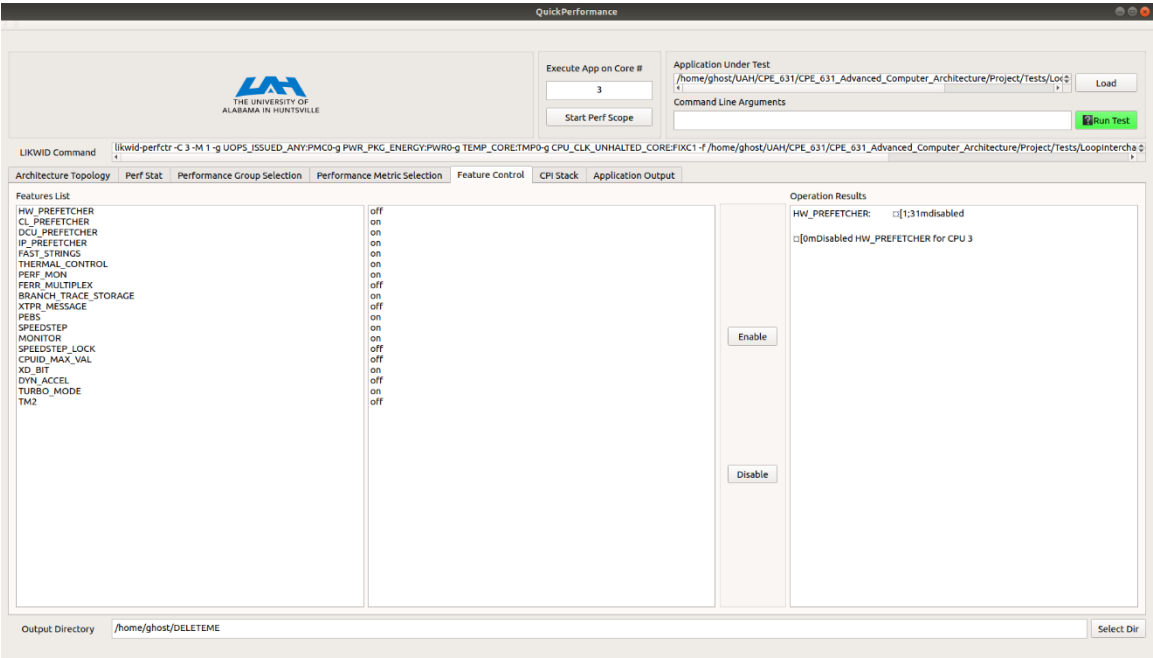 QuickPerformance
UAH
THE UNIVERSITY OF
ALABAMA IN HUNTSVILLE
Execute App on Core #
3
Start Perf Scope
Application Under Test
/home/ghost/UAH/CPE_631/CPE_631_Advanced_Computer_Architecture/Project/Tests/
Load
Command Line Arguments
Run Test
LIKWID Command
likwid-perfctr -C 3 -M 1 -g UOPS_ISSUED_ANY:PMC0-g PWR_PKG_ENERGY:PWR0-g TEMP_CORE:TMP0-g CPU_CLK_UNHALTED_CORE:FIXC1 -f /home/ghost/UAH/CPE_631/CPE_631_Advanced_Computer_Architecture/Project/Tests/LoopIntercha
Architecture Topology Perf Stat Performance Group Selection Performance Metric Selection Feature Control CPI Stack Application Output
Features List
HW_PREFETCHER off
CL_PREFETCHER on
DCU_PREFETCHER on
IP_PREFETCHER on
FAST_STRINGS on
THERMAL_CONTROL on
PERF_MON on
FERR_MULTIPLEX off
BRANCH_TRACE_STORAGE on
XTPR_MESSAGE off
PEBS on
SPEEDSTEP on
MONITOR on
SPEEDSTEP_LOCK off
CPUID_MAX_VAL off
XD_BIT on
DYN_ACCEL off
TURBO_MODE on
TM2 off
Enable
Disable
Operation Results
HW_PREFETCHER: □[1;31mdisabled
□[0mDisabled HW_PREFETCHER for CPU 3
Output Directory
/home/ghost/DELETEME
Select Dir